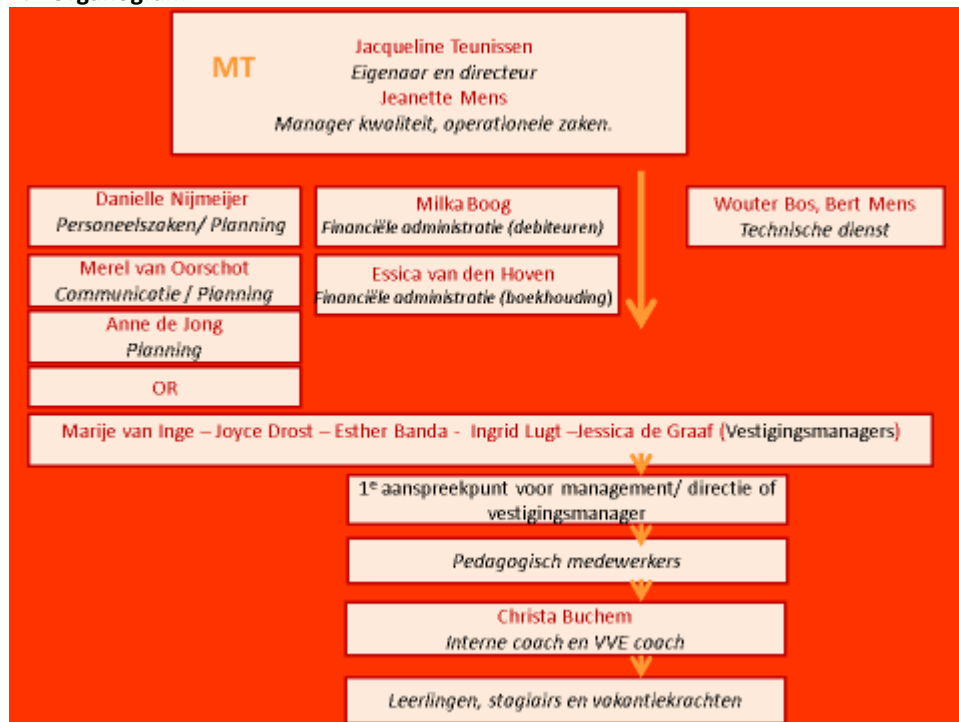 MT
Jacqueline Teunissen
Eigenaar en directeur
Jeanette Mens
Manager kwaliteit, operationele zaken.
Danielle Nijmeijer
Personeelszaken/ Planning
Milka Boog
Financiële administratie (debiteuren)
Wouter Bos, Bert Mens
Technische dienst
Merel van Oorschot
Communicatie / Planning
Essica van den Hoven
Financiële administratie (boekhouding)
Anne de Jong
Planning
OR
Marije van Inge – Joyce Drost – Esther Banda - Ingrid Lugt –Jessica de Graaf (Vestigingsmanagers)
1e aanspreekpunt voor management/ directie of
vestigingsmanager
Pedagogisch medewerkers
Christa Buchem
Interne coach en VVE coach
Leerlingen, stagiairs en vakantiekrachten